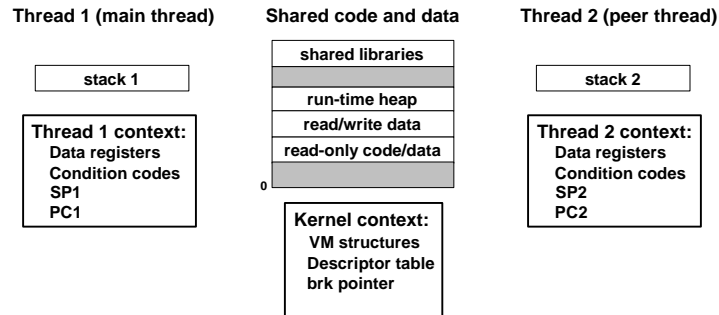 Thread 1 (main thread)
stack 1
Thread 1 context:
Data registers
Condition codes
SP1
PC1
Shared code and data
shared libraries
run-time heap
read/write data
read-only code/data
0
Kernel context:
VM structures
Descriptor table
brk pointer
Thread 2 (peer thread)
stack 2
Thread 2 context:
Data registers
Condition codes
SP2
PC2